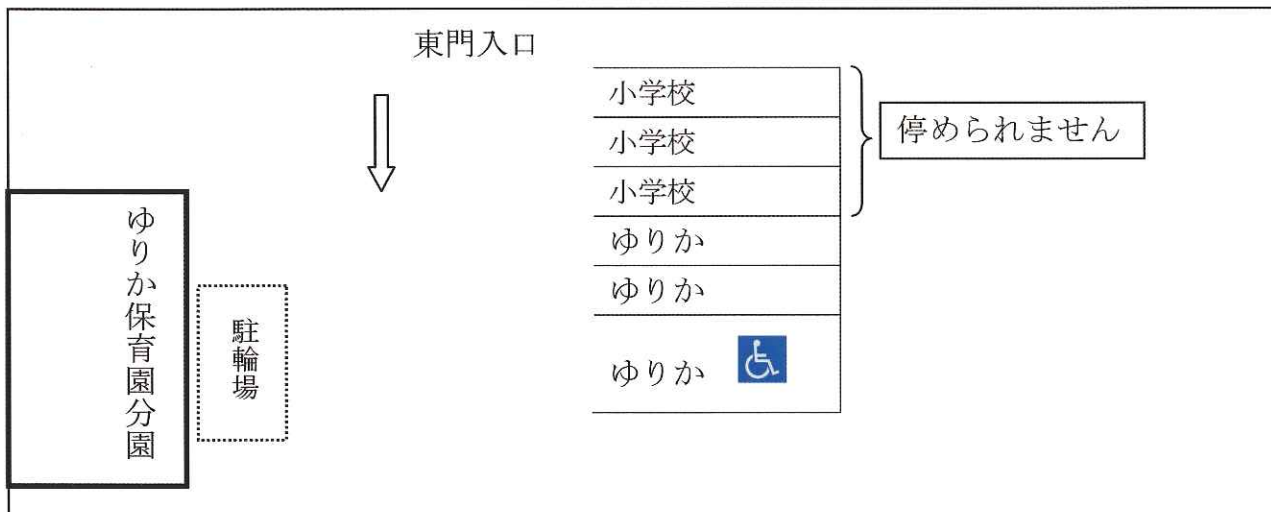 東門入口
小学校
小学校
小学校
停められません
ゆりか
ゆりか
ゆりか
ゆりか保育園分園
駐輪場